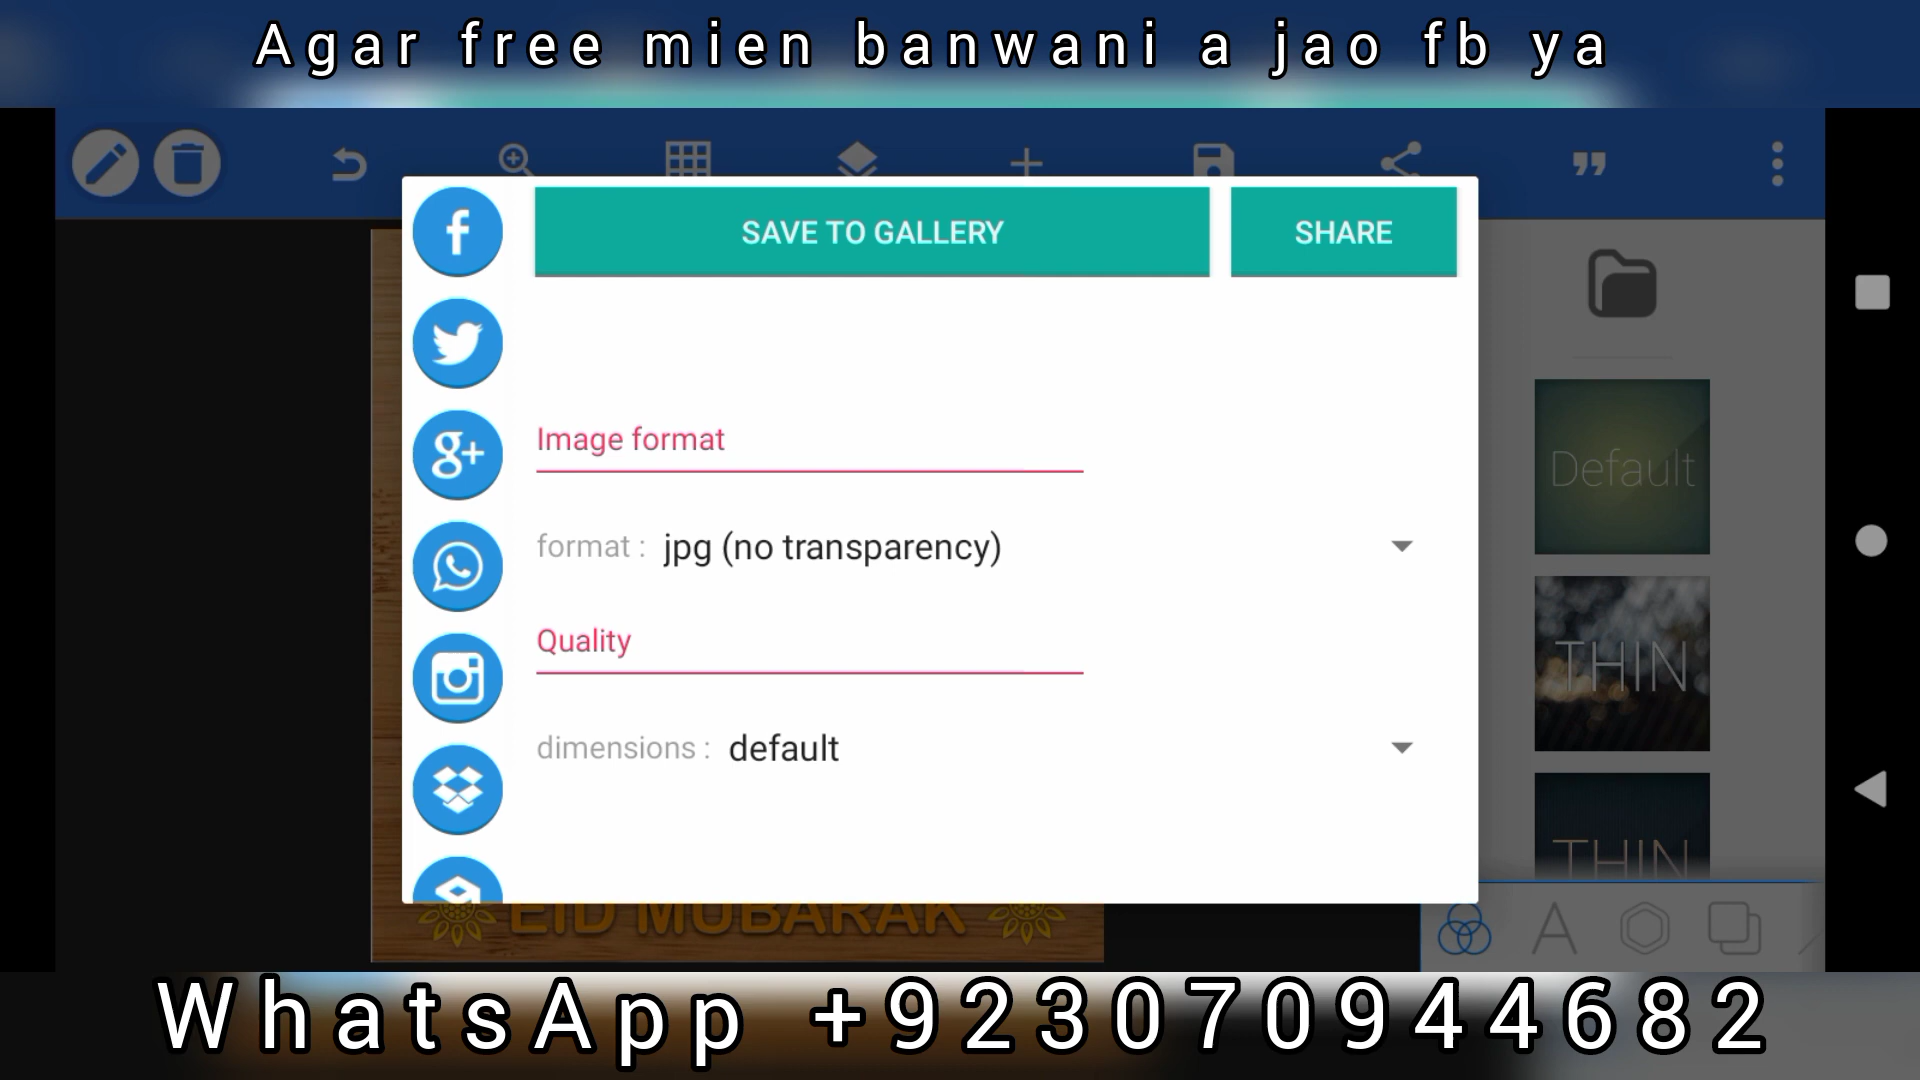 Agar free mien banwani a jao fb ya
SAVE TO GALLERY
SHARE
Image format
format : jpg (no transparency)
Quality
dimensions : default
Default
THIN
THIN
EID MUBARAK
WhatsApp +923070944682